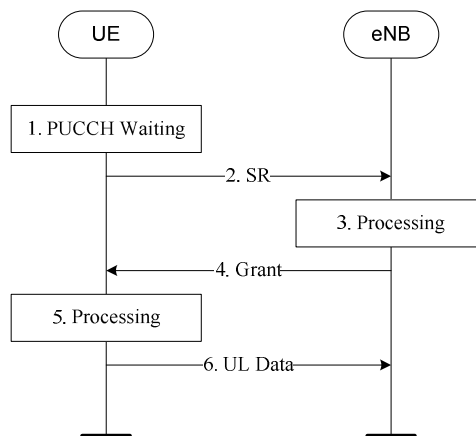 UE
eNB
1. PUCCH Waiting
2. SR
3. Processing
4. Grant
5. Processing
6. UL Data